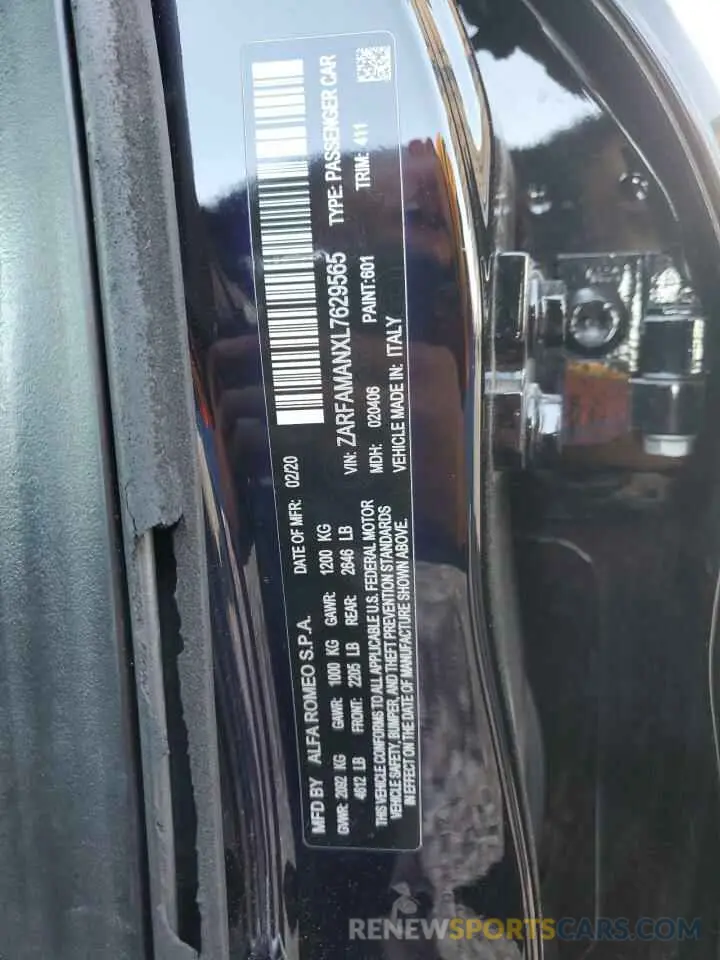 MFD BY ALFA ROMEO S.P.A. DATE OF MFR: 02/20
GVWR: 2092 KG GAWR: 1000 KG GAWR: 1200 KG
4612 LB FRONT: 2205 LB REAR: 2646 LB
THIS VEHICLE CONFORMS TO ALL APPLICABLE U.S. FEDERAL MOTOR
VEHICLE SAFETY, BUMPER, AND THEFT PREVENTION STANDARDS
IN EFFECT ON THE DATE OF MANUFACTURE SHOWN ABOVE.
VIN: ZARFAMANXL7629565 TYPE: PASSENGER CAR
MDH: 020406 PAINT:601 TRIM: 411
VEHICLE MADE IN: ITALY
RENEWSPORTSCARS.COM